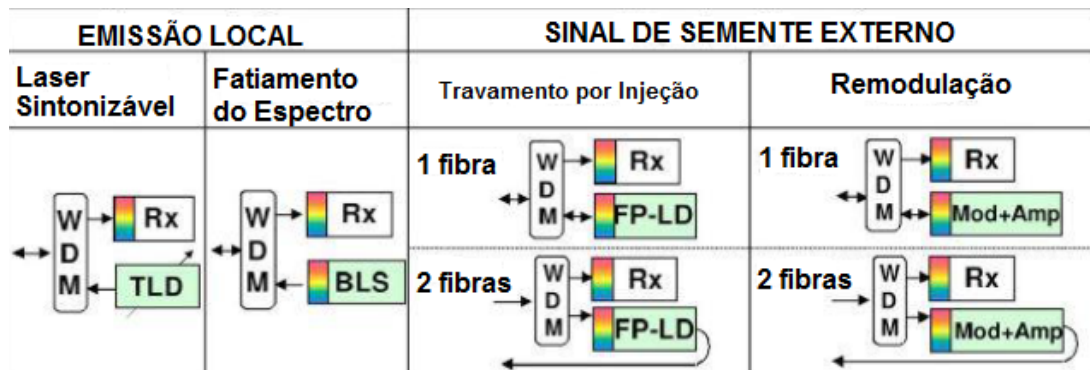 EMISSÃO LOCAL
SINAL DE SEMENTE EXTERNO
Laser
Sintonizável
Fatiamento
do Espectro
Travamento por Injeção
Remodulação
W
D
M
Rx
TLD
W
D
M
Rx
BLS
1 fibra
W
D
M
Rx
FP-LD
1 fibra
W
D
M
Rx
Mod+Amp
2 fibras
W
D
M
Rx
FP-LD
2 fibras
W
D
M
Rx
Mod+Amp